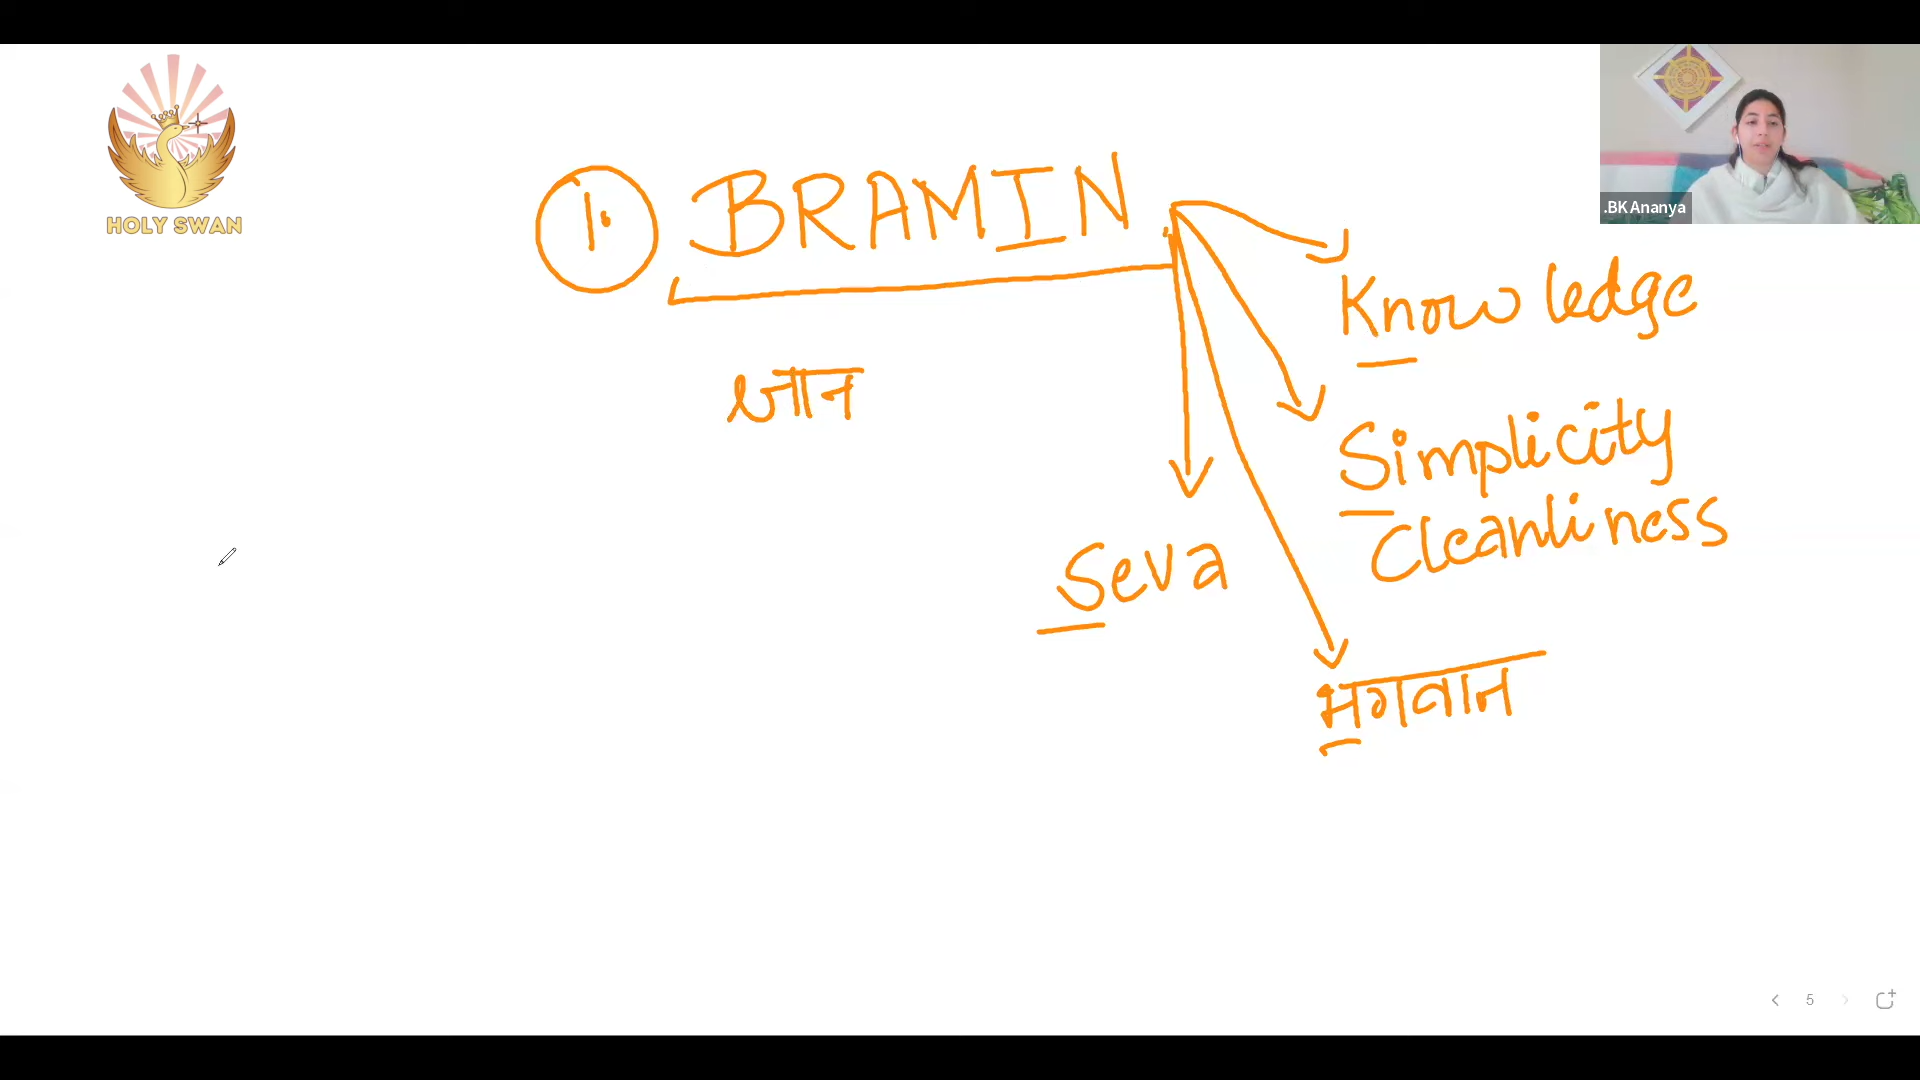 HOLY SWAN
.BK Ananya
1. BRAMIN
Knowledge
ज्ञान
Simplicity
Cleanliness
Seva
भगवान
5